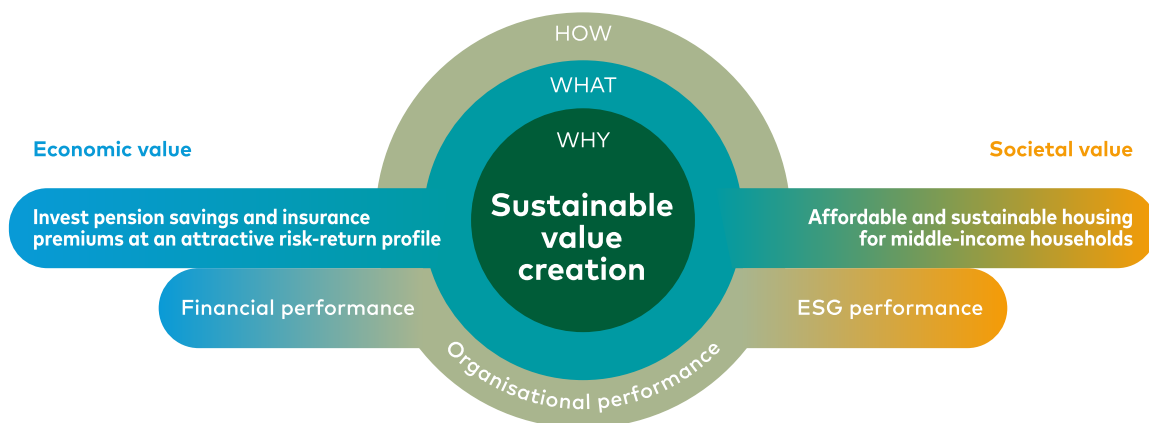 HOW
WHAT
WHY
Sustainable
value
creation
Economic value
Invest pension savings and insurance
premiums at an attractive risk-return profile
Financial performance
Societal value
Affordable and sustainable housing
for middle-income households
ESG performance
Organisational performance